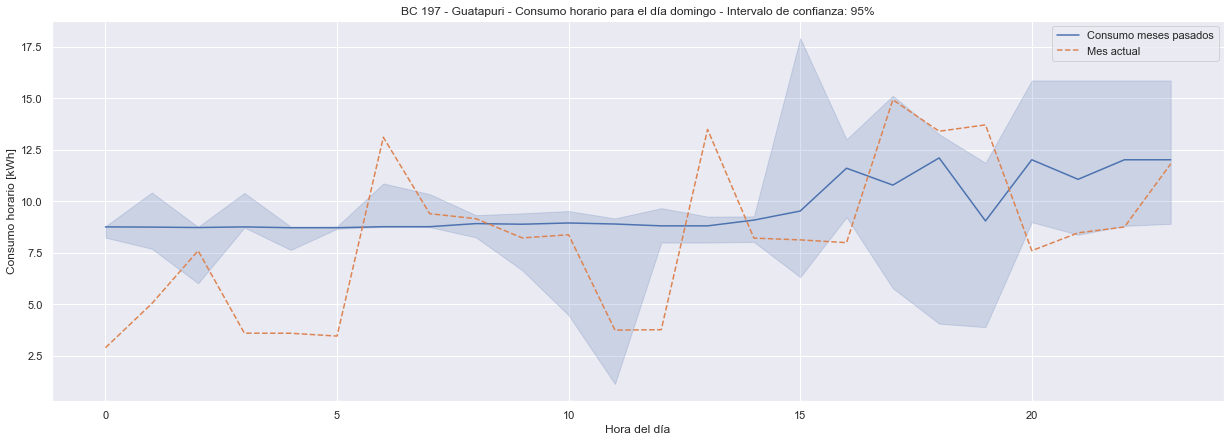 BC 197 - Guatapuri - Consumo horario para el día domingo - Intervalo de confianza: 95%
Consumo meses pasados
Mes actual
Consumo horario [kWh]
17.5
15.0
12.5
10.0
7.5
5.0
2.5
0
5
10
15
20
Hora del día